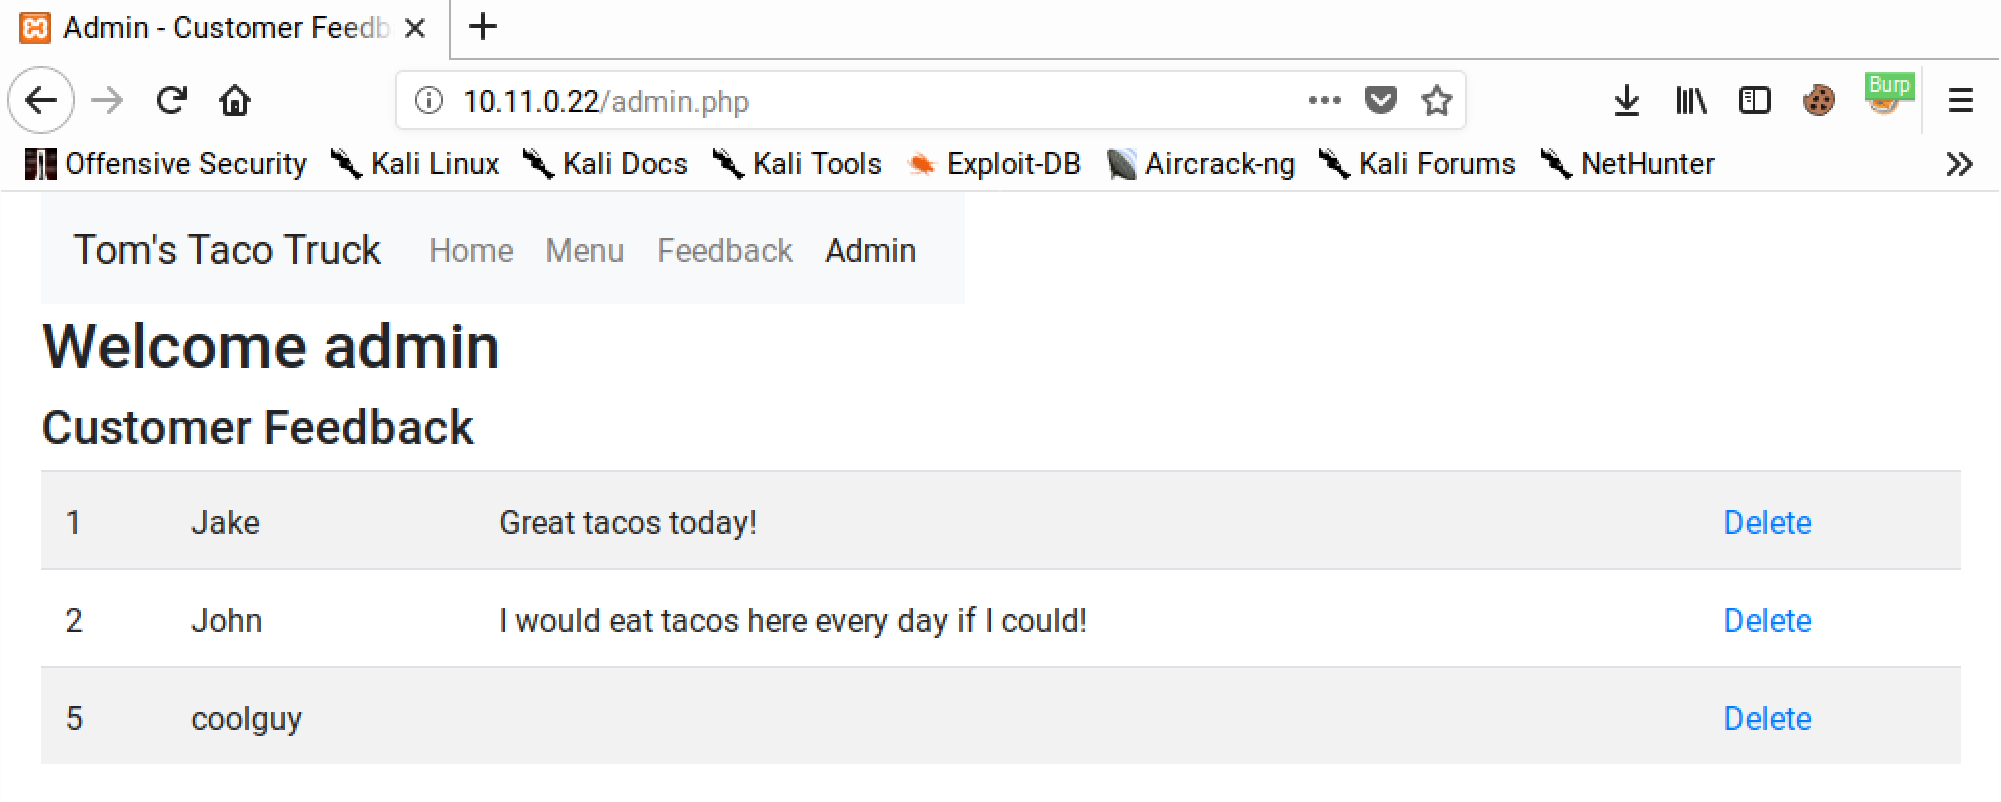 Admin - Customer Feedb
10.11.0.22/admin.php
Burp
Offensive Security Kali Linux Kali Docs Kali Tools Exploit-DB Aircrack-ng Kali Forums NetHunter
Tom's Taco Truck Home Menu Feedback Admin
Welcome admin
Customer Feedback
1 Jake Great tacos today! Delete
2 John I would eat tacos here every day if I could! Delete
5 coolguy Delete